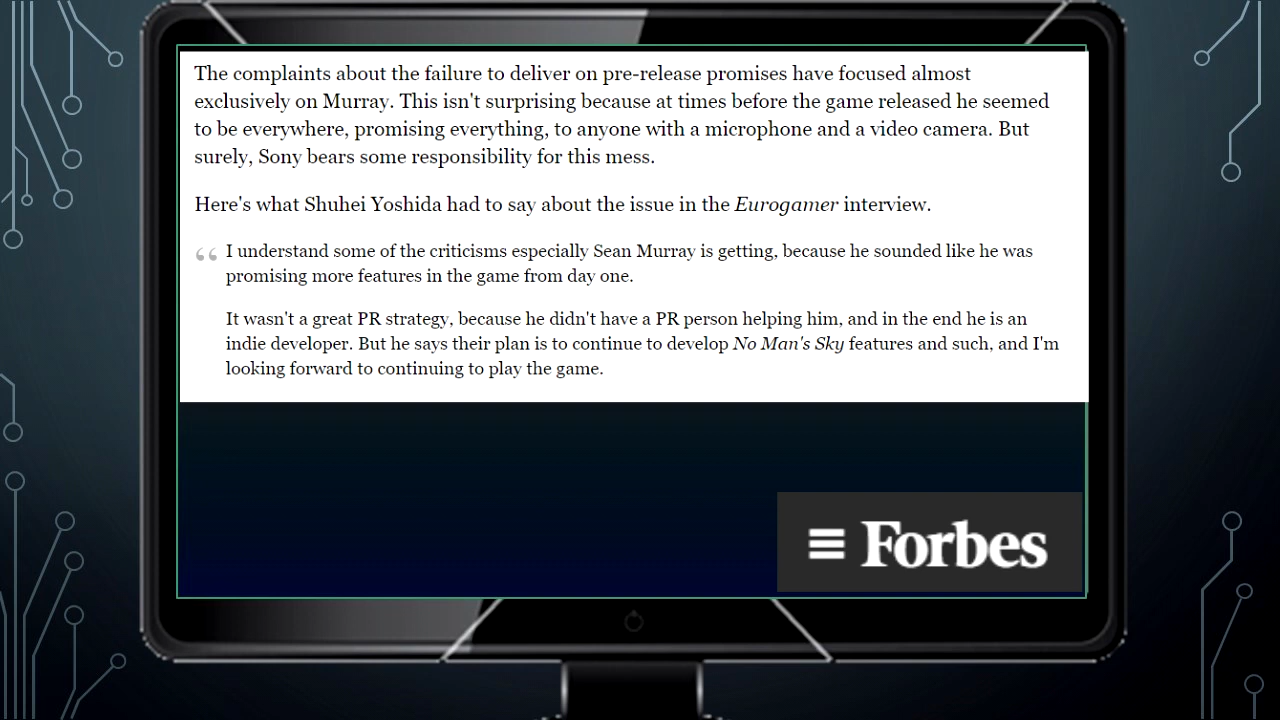 The complaints about the failure to deliver on pre-release promises have focused almost
exclusively on Murray. This isn't surprising because at times before the game released he seemed
to be everywhere, promising everything, to anyone with a microphone and a video camera. But
surely, Sony bears some responsibility for this mess.
Here's what Shuhei Yoshida had to say about the issue in the Eurogamer interview.
“ I understand some of the criticisms especially Sean Murray is getting, because he sounded like he was
promising more features in the game from day one.
It wasn't a great PR strategy, because he didn't have a PR person helping him, and in the end he is an
indie developer. But he says their plan is to continue to develop No Man's Sky features and such, and I'm
looking forward to continuing to play the game.
Forbes